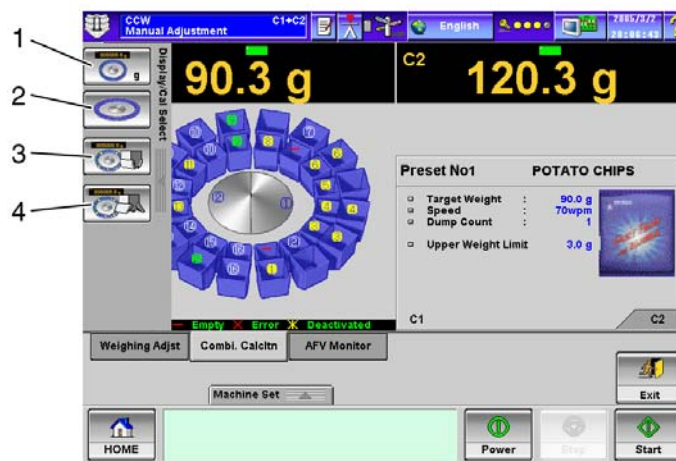 1
2
3
4
CCW
Manual Adjustment
C1+C2
English
2005/3/2
20:06:43
g
Display/Cal Select
90.3 g
C2
120.3 g
Preset No1
POTATO CHIPS
Target Weight : 90.0 g
Speed : 70wpm
Dump Count : 1
Upper Weight Limit : 3.0 g
Empty
Error
Deactivated
C1
C2
Weighing Adjst
Combi. Calcltn
AFV Monitor
Machine Set
Exit
HOME
Power
Stop
Start